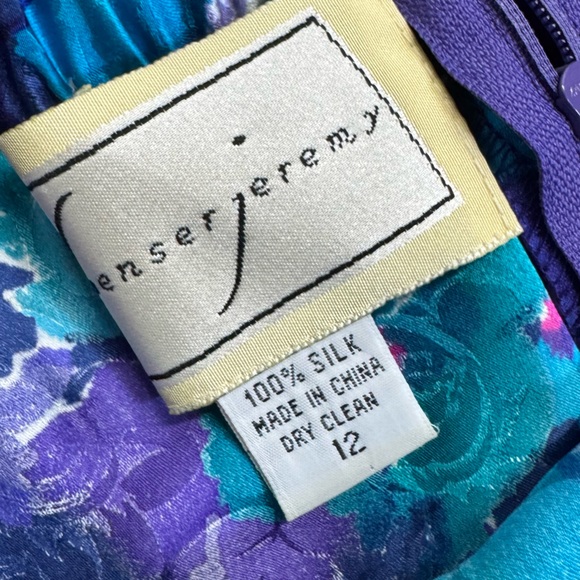 enser jeremy
100% SILK
MADE IN CHINA
DRY CLEAN
12